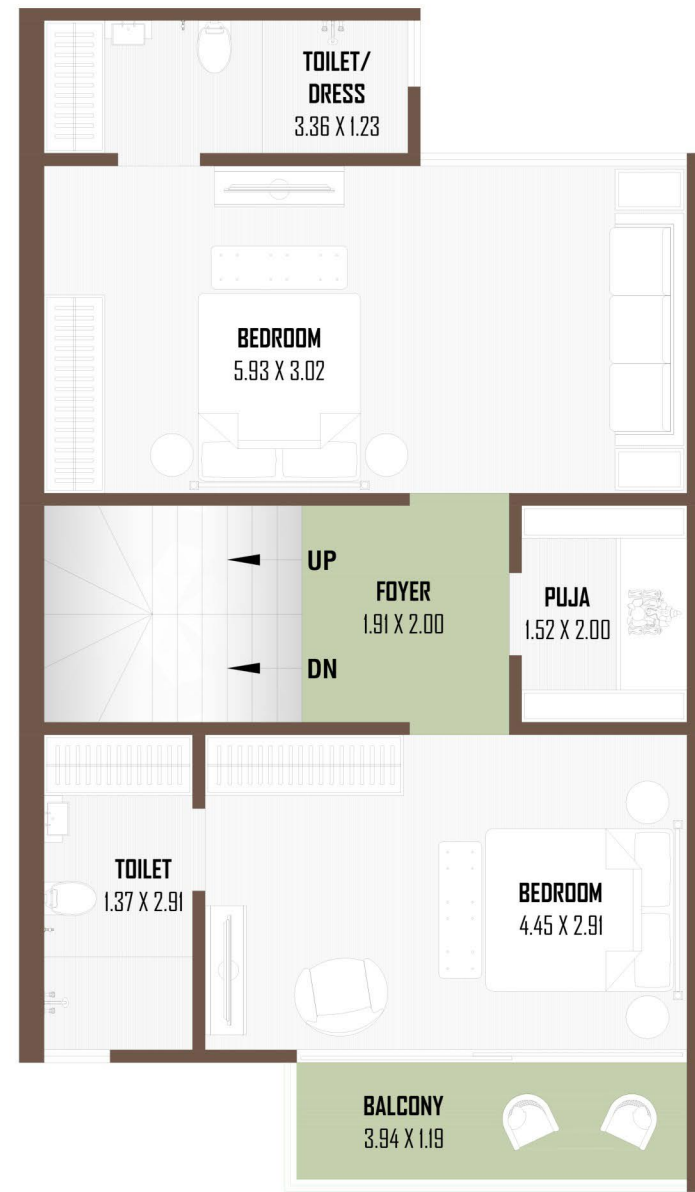 TOILET/
DRESS
3.36 X 1.23
BEDROOM
5.93 X 3.02
UP
FOYER
1.91 X 2.00
PUJA
1.52 X 2.00
DN
TOILET
1.37 X 2.91
BEDROOM
4.45 X 2.91
BALCONY
3.94 X 1.19